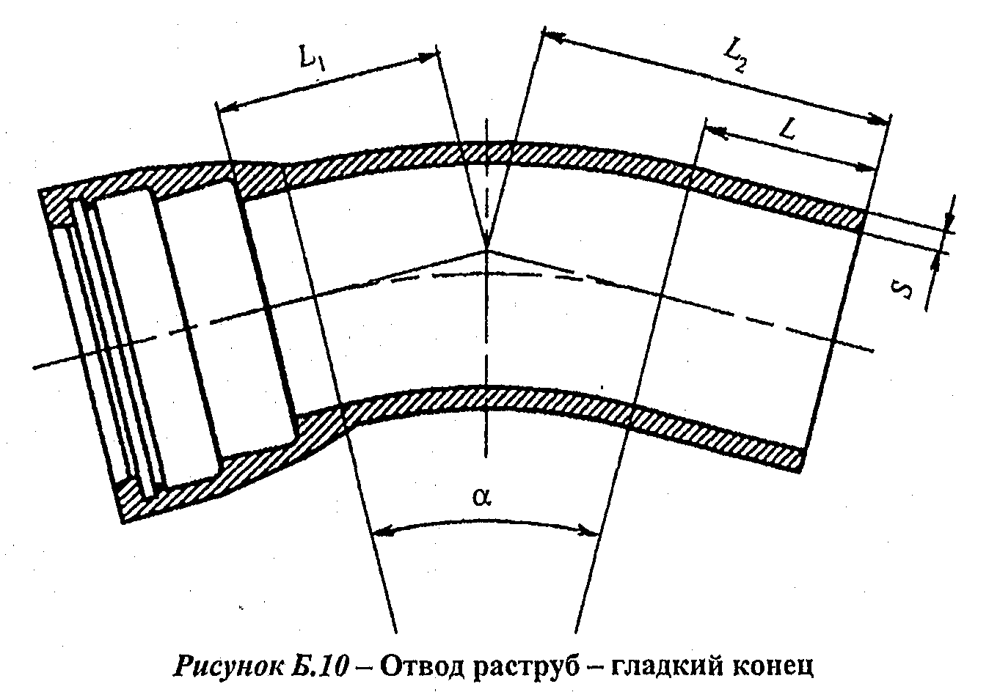 L₁
L₂
L
S
α
Рисунок Б.10 – Отвод раструб – гладкий конец